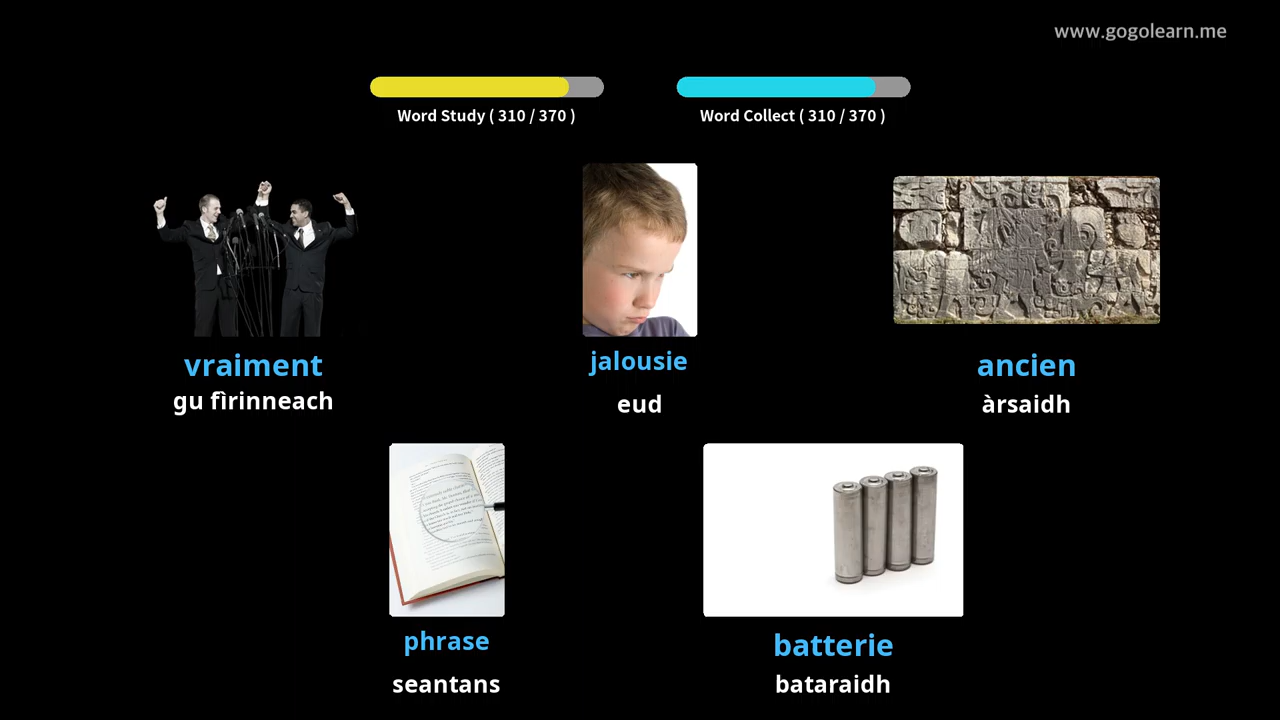 www.gogolearn.me
Word Study ( 310 / 370 )
Word Collect ( 310 / 370 )
vraiment
gu fìrinneach
jalousie
eud
ancien
àrsaidh
phrase
seantans
batterie
bataraidh